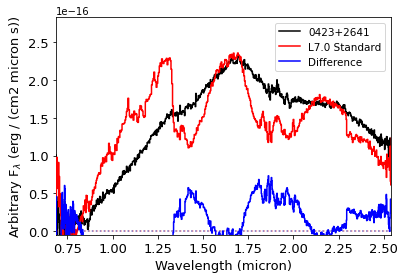 1e−16
0423+2641
L7.0 Standard
Difference
Arbitrary Fλ (erg / (cm2 micron s))
2.5
2.0
1.5
1.0
0.5
0.0
0.75 1.00 1.25 1.50 1.75 2.00 2.25 2.50
Wavelength (micron)